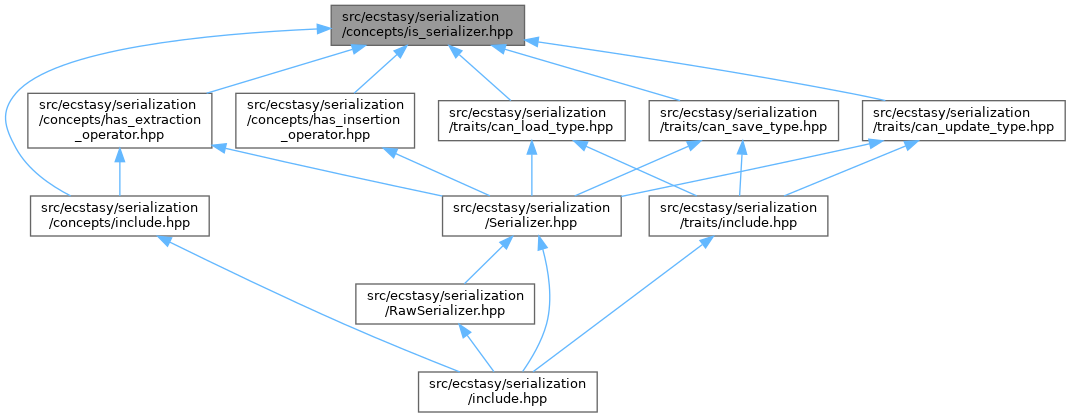 src/ecstasy/serialization
/concepts/is_serializer.hpp
src/ecstasy/serialization
/concepts/has_extraction
_operator.hpp
src/ecstasy/serialization
/concepts/has_insertion
_operator.hpp
src/ecstasy/serialization
/traits/can_load_type.hpp
src/ecstasy/serialization
/traits/can_save_type.hpp
src/ecstasy/serialization
/traits/can_update_type.hpp
src/ecstasy/serialization
/concepts/include.hpp
src/ecstasy/serialization
/Serializer.hpp
src/ecstasy/serialization
/traits/include.hpp
src/ecstasy/serialization
/RawSerializer.hpp
src/ecstasy/serialization
/include.hpp